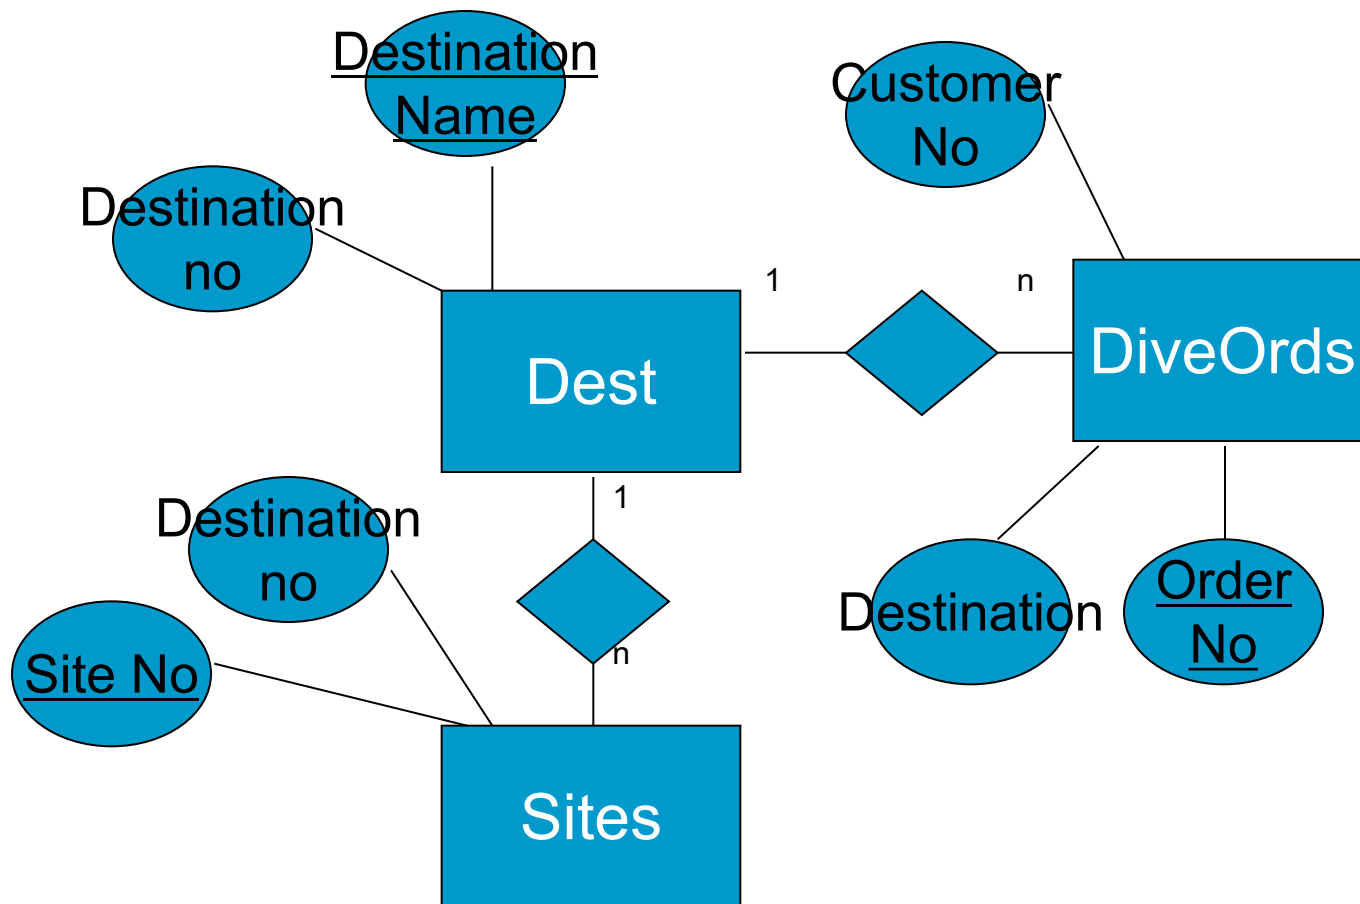 Destination
Name
Customer
No
Destination
no
1
n
DiveOrds
Dest
1
Destination
no
n
Site No
Destination
Order
No
Sites